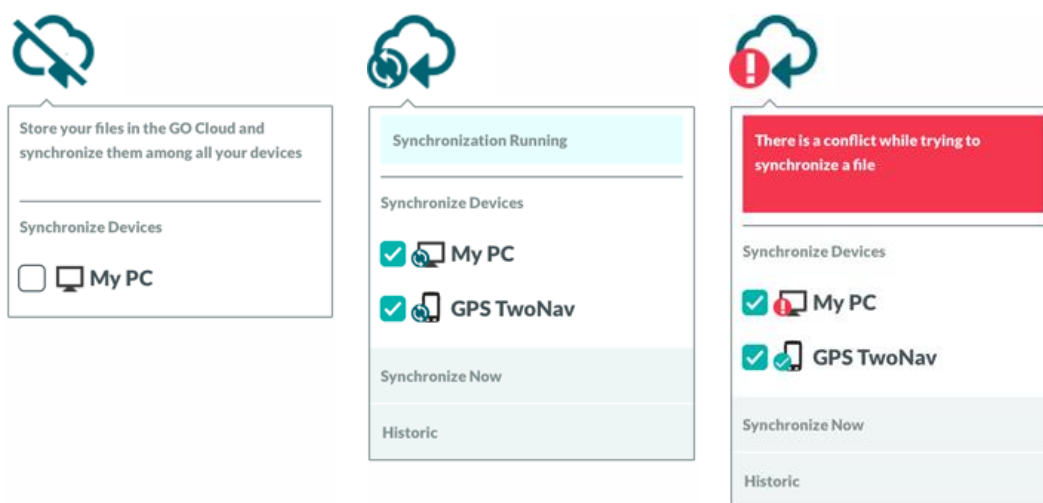 Store your files in the GO Cloud and
synchronize them among all your devices
Synchronize Devices
My PC
Synchronization Running
Synchronize Devices
My PC
GPS TwoNav
Synchronize Now
Historic
There is a conflict while trying to
synchronize a file
Synchronize Devices
My PC
GPS TwoNav
Synchronize Now
Historic